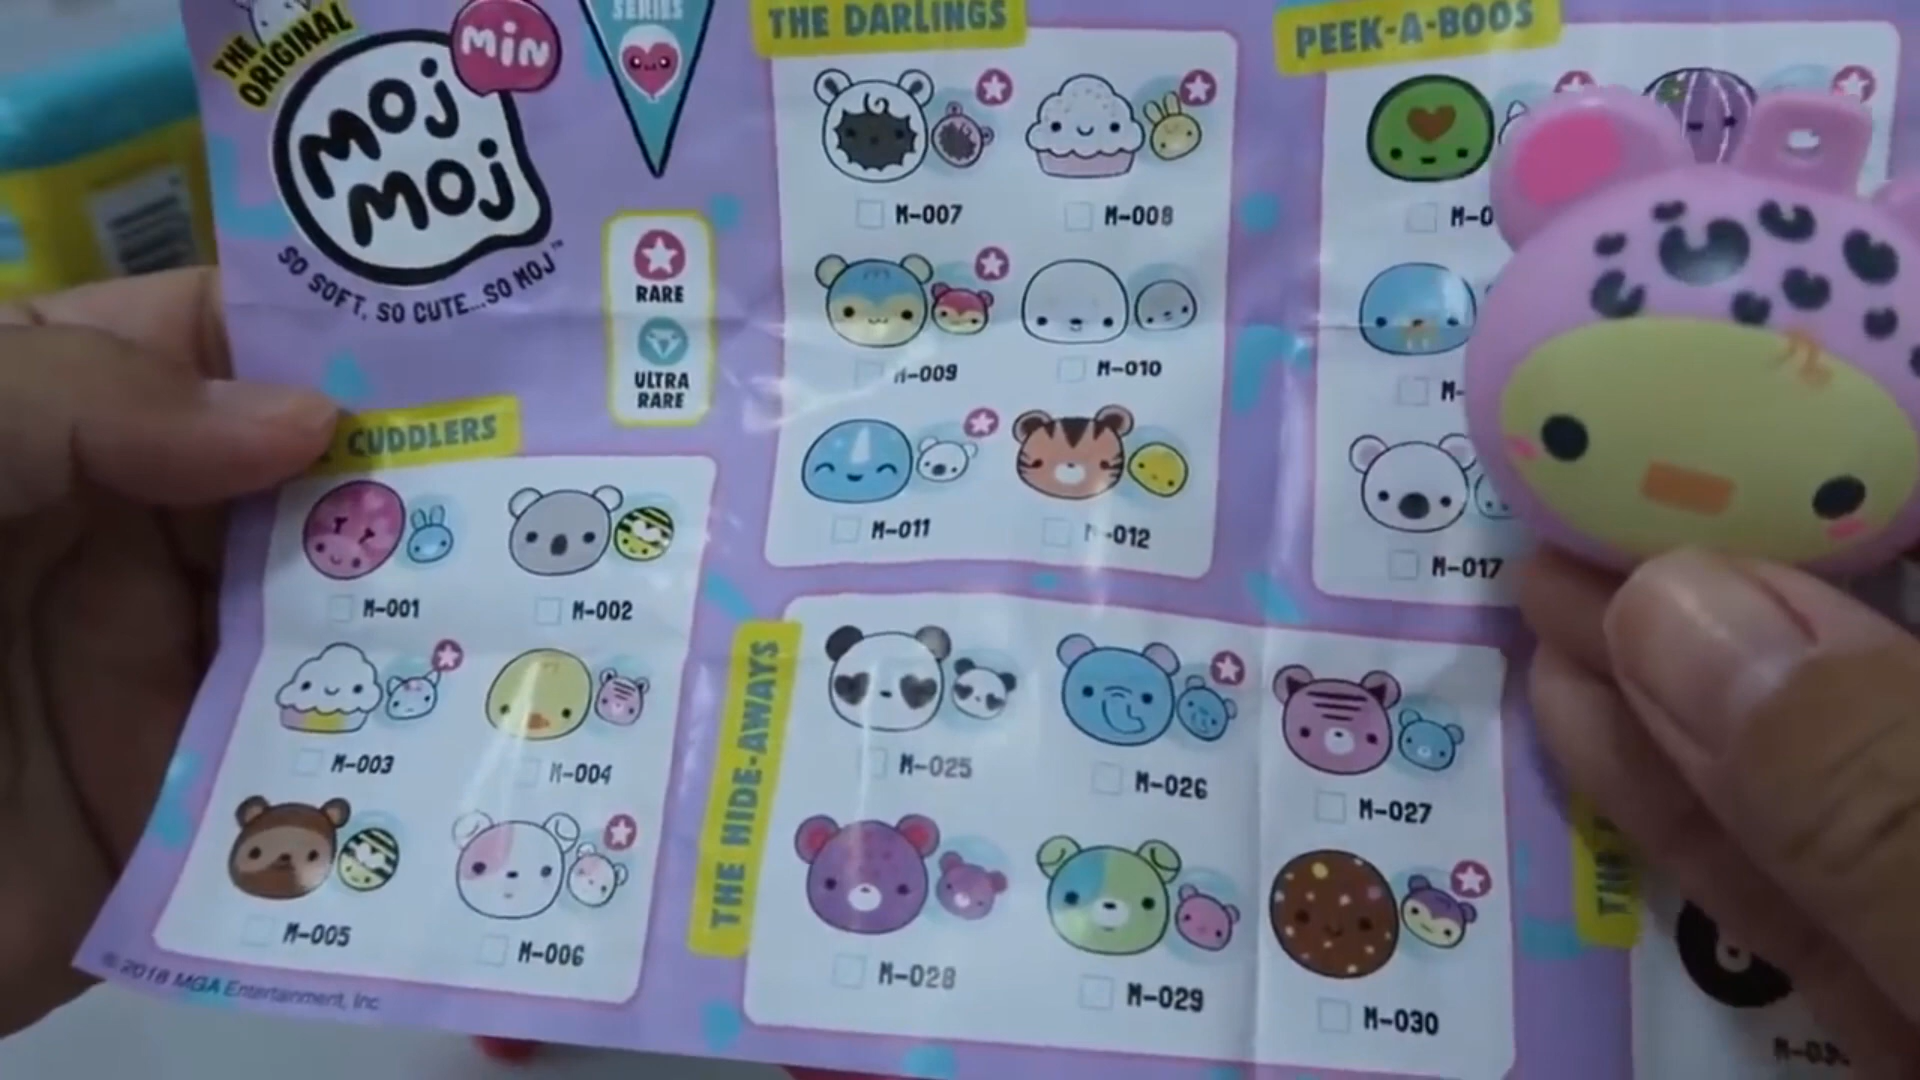 THE
ORIGINAL
MOJ
MOJ
MiN
SO SOFT, SO CUTE...SO MOJ™
SERIES
RARE
ULTRA
RARE
CUDDLERS
M-001
M-002
M-003
M-004
M-005
M-006
© 2018 MGA Entertainment, Inc
THE DARLINGS
M-007
M-008
M-009
M-010
M-011
M-012
PEEK-A-BOOS
M-017
THE HIDE-AWAYS
M-025
M-026
M-027
M-028
M-029
M-030